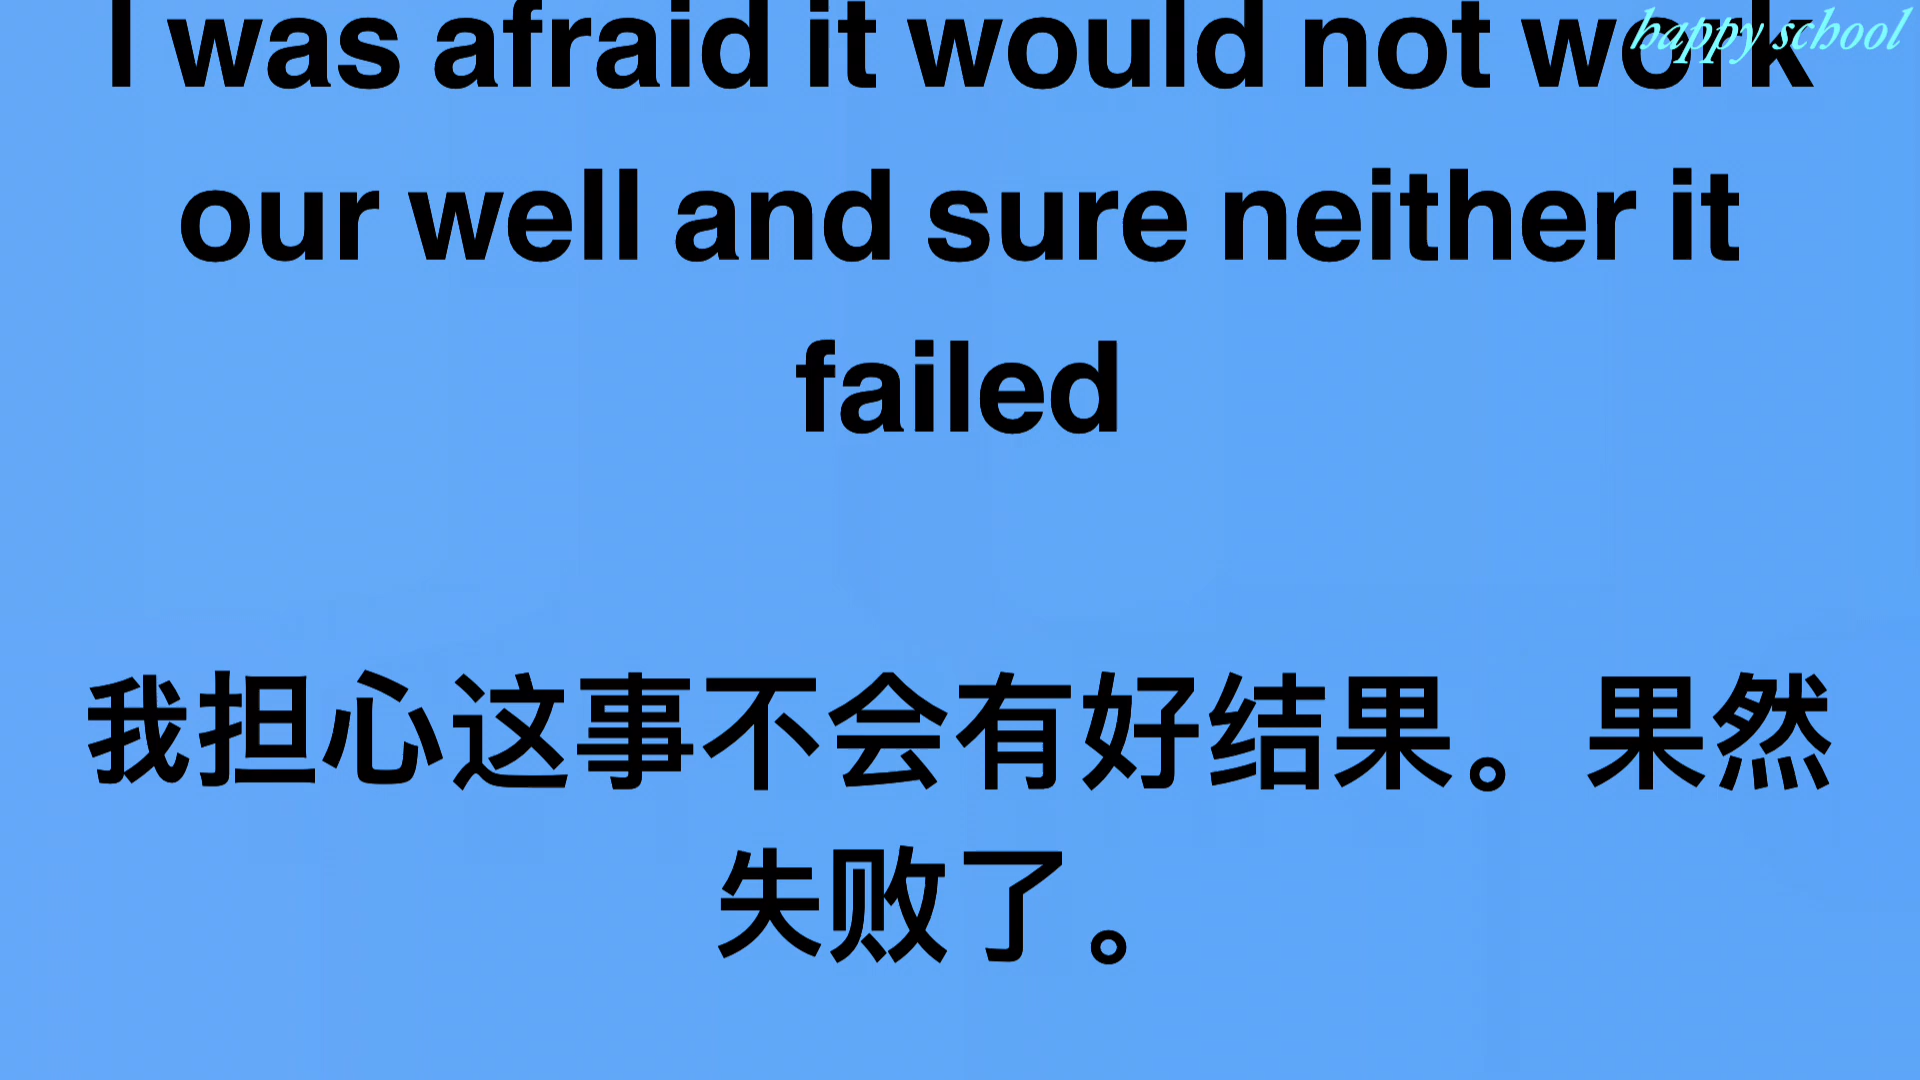 happy school
I was afraid it would not work
our well and sure neither it
failed
我担心这事不会有好结果。果然
失败了。